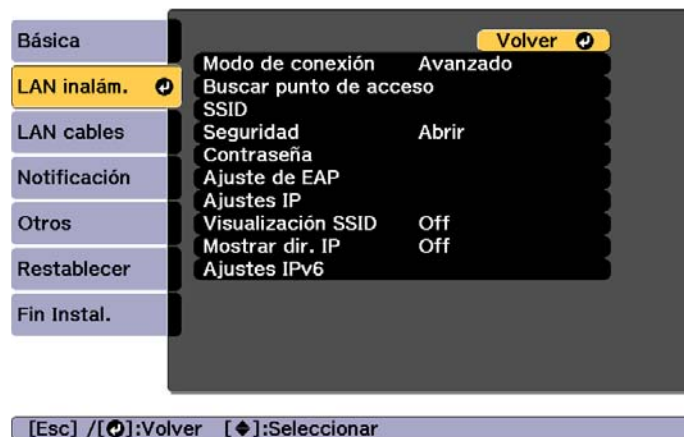 Básica
LAN inalám.
LAN cables
Notificación
Otros
Restablecer
Fin Instal.
Volver
Modo de conexión Avanzado
Buscar punto de acceso
SSID
Seguridad Abrir
Contraseña
Ajuste de EAP
Ajustes IP
Visualización SSID Off
Mostrar dir. IP Off
Ajustes IPv6
[Esc] /[⏎]:Volver [◆]:Seleccionar